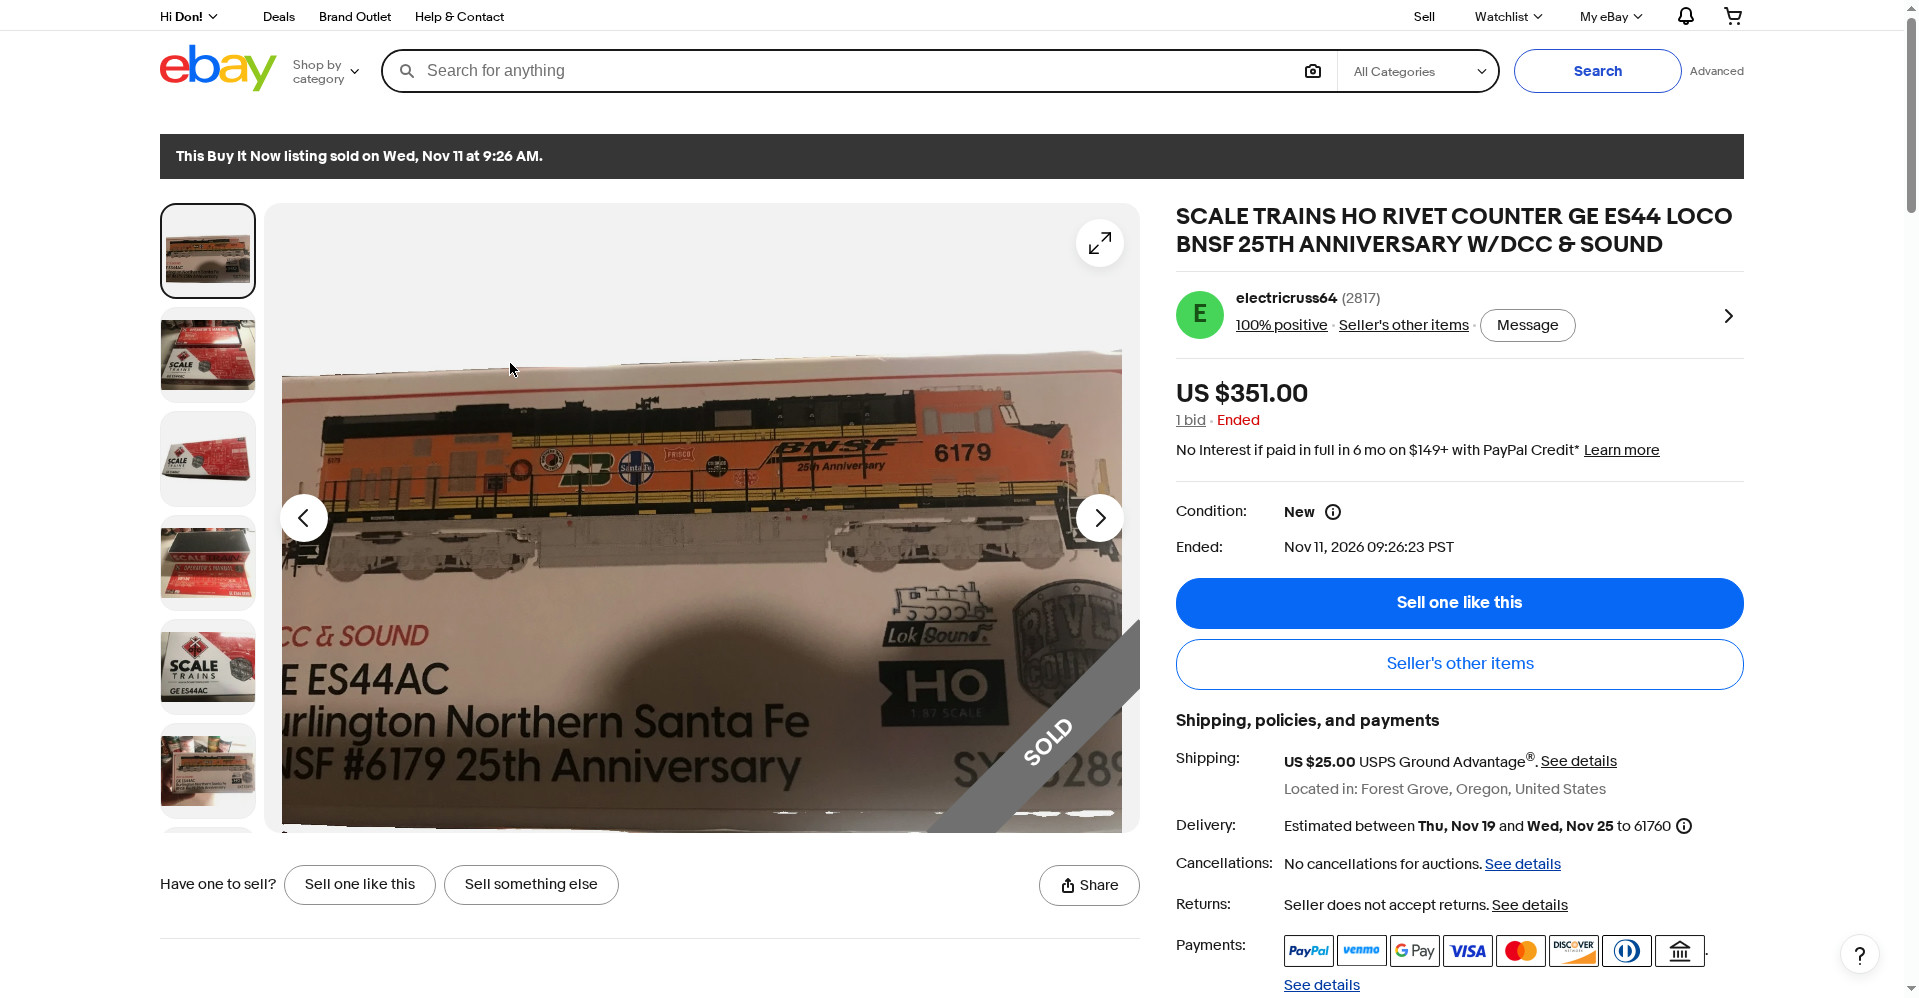 Hi Don!
Deals
Brand Outlet
Help & Contact
Sell
Watchlist
My eBay
ebay
Shop by category
Search for anything
All Categories
Search
Advanced
This Buy It Now listing sold on Wed, Nov 11 at 9:26 AM.
SCALE TRAINS HO RIVET COUNTER GE ES44 LOCO
BNSF 25TH ANNIVERSARY W/DCC & SOUND
E
electricruss64 (2817)
100% positive · Seller's other items · Message
US $351.00
1 bid · Ended
No Interest if paid in full in 6 mo on $149+ with PayPal Credit* Learn more
Condition: New
Ended: Nov 11, 2026 09:26:23 PST
Sell one like this
Seller's other items
Shipping, policies, and payments
Shipping: US $25.00 USPS Ground Advantage®. See details
Located in: Forest Grove, Oregon, United States
Delivery: Estimated between Thu, Nov 19 and Wed, Nov 25 to 61760
Cancellations: No cancellations for auctions. See details
Returns: Seller does not accept returns. See details
Payments: PayPal venmo G Pay VISA DISCOVER
See details
SCALE
TRAINS
GE ES44AC
BNSF
25th Anniversary
6179
Santa Fe
FRISCO
CC & SOUND
E ES44AC
urlington Northern Santa Fe
NSF #6179 25th Anniversary
Lok Sound
HO
1:87 SCALE
SOLD
Have one to sell? Sell one like this Sell something else
Share
?